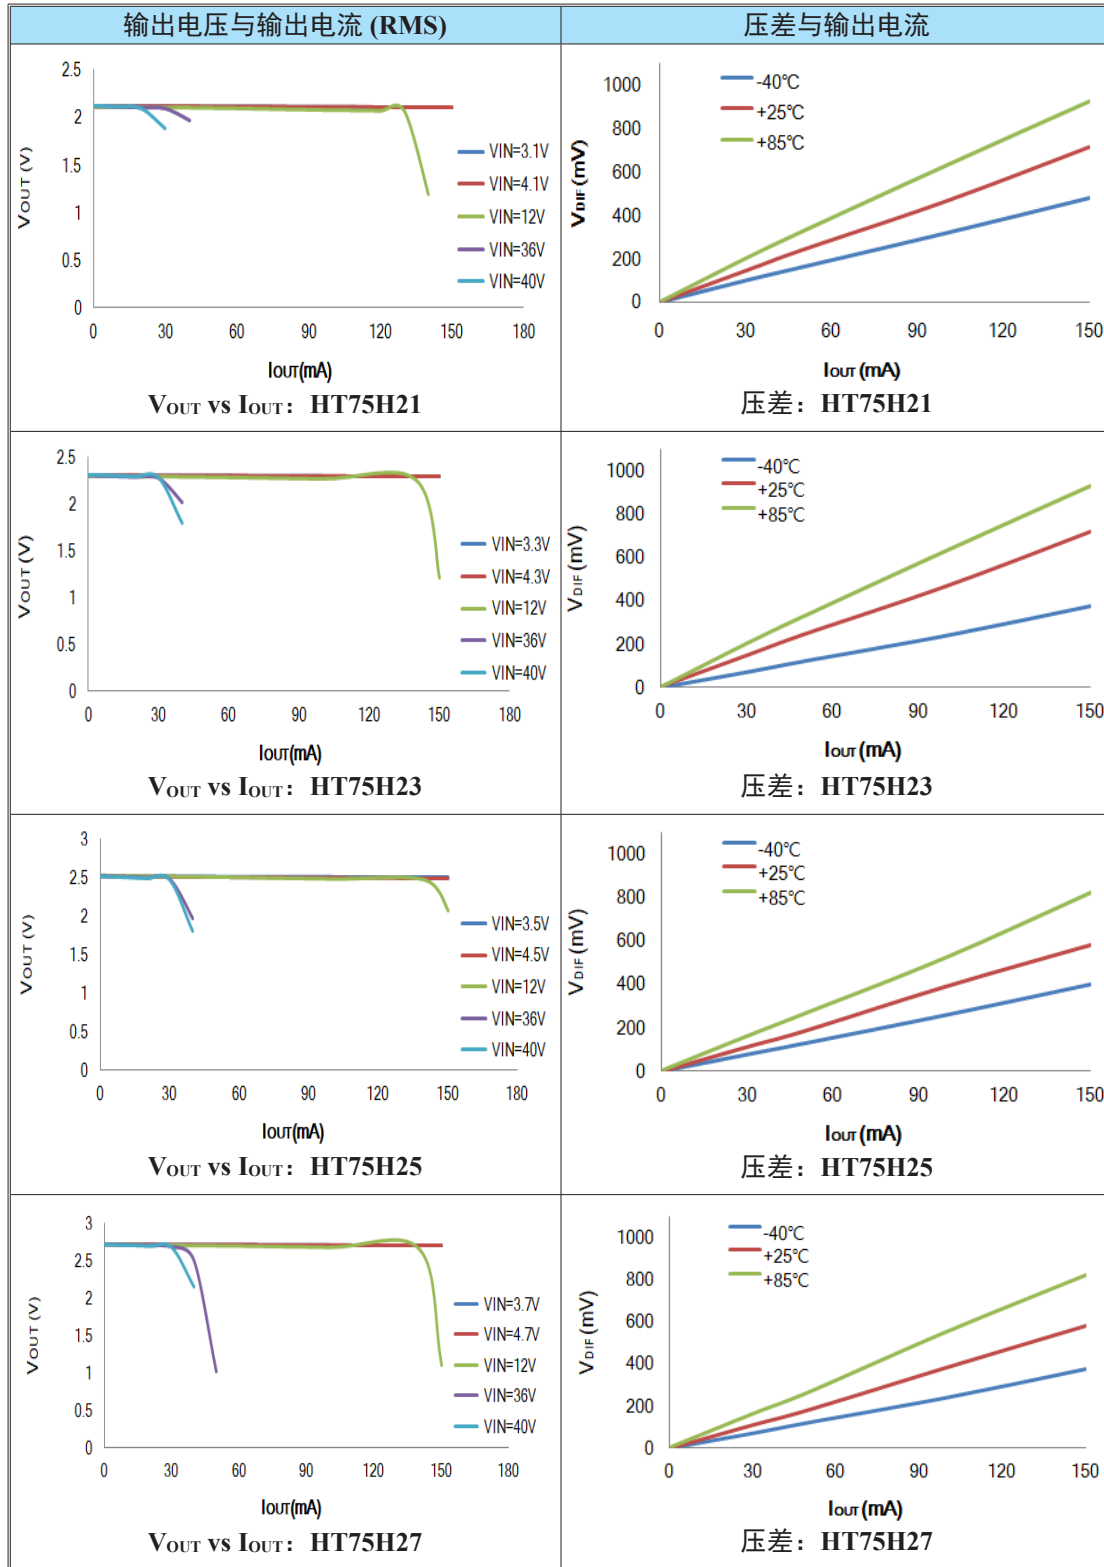 输出电压与输出电流 (RMS)
压差与输出电流
2.5
2
1.5
1
0.5
0
VOUT (V)
0 30 60 90 120 150 180
IOUT(mA)
VIN=3.1V
VIN=4.1V
VIN=12V
VIN=36V
VIN=40V
VOUT vs IOUT：HT75H21
1000
800
600
400
200
0
VDIF (mV)
0 30 60 90 120 150
IOUT (mA)
-40℃
+25℃
+85℃
压差：HT75H21
2.5
2
1.5
1
0.5
0
VOUT (V)
0 30 60 90 120 150 180
IOUT(mA)
VIN=3.3V
VIN=4.3V
VIN=12V
VIN=36V
VIN=40V
VOUT vs IOUT：HT75H23
1000
800
600
400
200
0
VDIF (mV)
0 30 60 90 120 150
IOUT (mA)
-40℃
+25℃
+85℃
压差：HT75H23
3
2.5
2
1.5
1
0.5
0
VOUT (V)
0 30 60 90 120 150 180
IOUT(mA)
VIN=3.5V
VIN=4.5V
VIN=12V
VIN=36V
VIN=40V
VOUT vs IOUT：HT75H25
1000
800
600
400
200
0
VDIF (mV)
0 30 60 90 120 150
IOUT (mA)
-40℃
+25℃
+85℃
压差：HT75H25
3
2.5
2
1.5
1
0.5
0
VOUT (V)
0 30 60 90 120 150 180
IOUT(mA)
VIN=3.7V
VIN=4.7V
VIN=12V
VIN=36V
VIN=40V
VOUT vs IOUT：HT75H27
1000
800
600
400
200
0
VDIF (mV)
0 30 60 90 120 150
IOUT (mA)
-40℃
+25℃
+85℃
压差：HT75H27